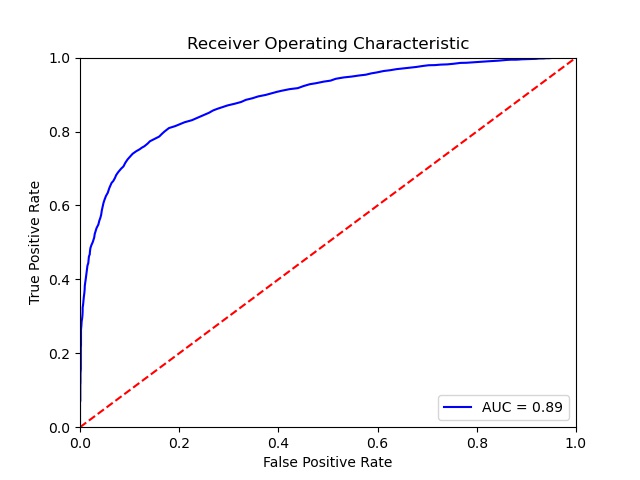 Receiver Operating Characteristic
1.0
0.8
0.6
0.4
0.2
0.0
True Positive Rate
AUC = 0.89
0.0 0.2 0.4 0.6 0.8 1.0
False Positive Rate